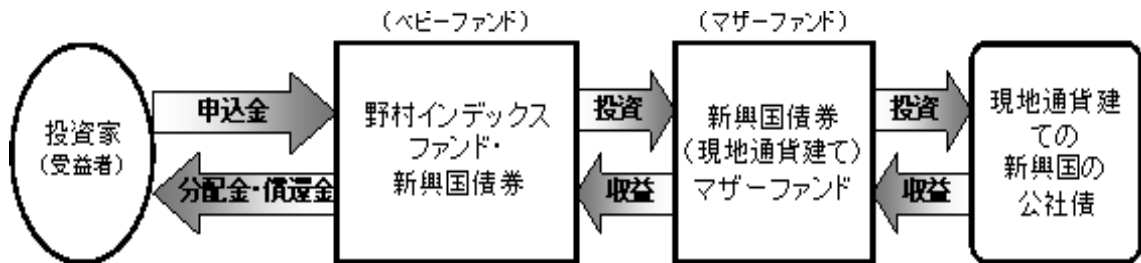 （ベビーファンド）
（マザーファンド）
投資家
（受益者）
申込金
分配金・償還金
野村インデックス
ファンド・
新興国債券
投資
収益
新興国債券
（現地通貨建て）
マザーファンド
投資
収益
現地通貨建
ての
新興国の
公社債